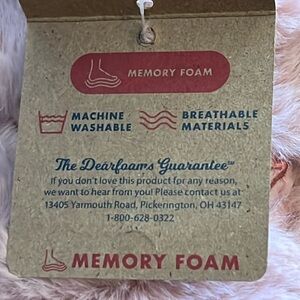 MEMORY FOAM
MACHINE WASHABLE
BREATHABLE MATERIALS
The Dearfoams Guarantee℠
If you don't love this product for any reason,
we want to hear from you! Please contact us at
13405 Yarmouth Road, Pickerington, OH 43147
1-800-628-0322
MEMORY FOAM